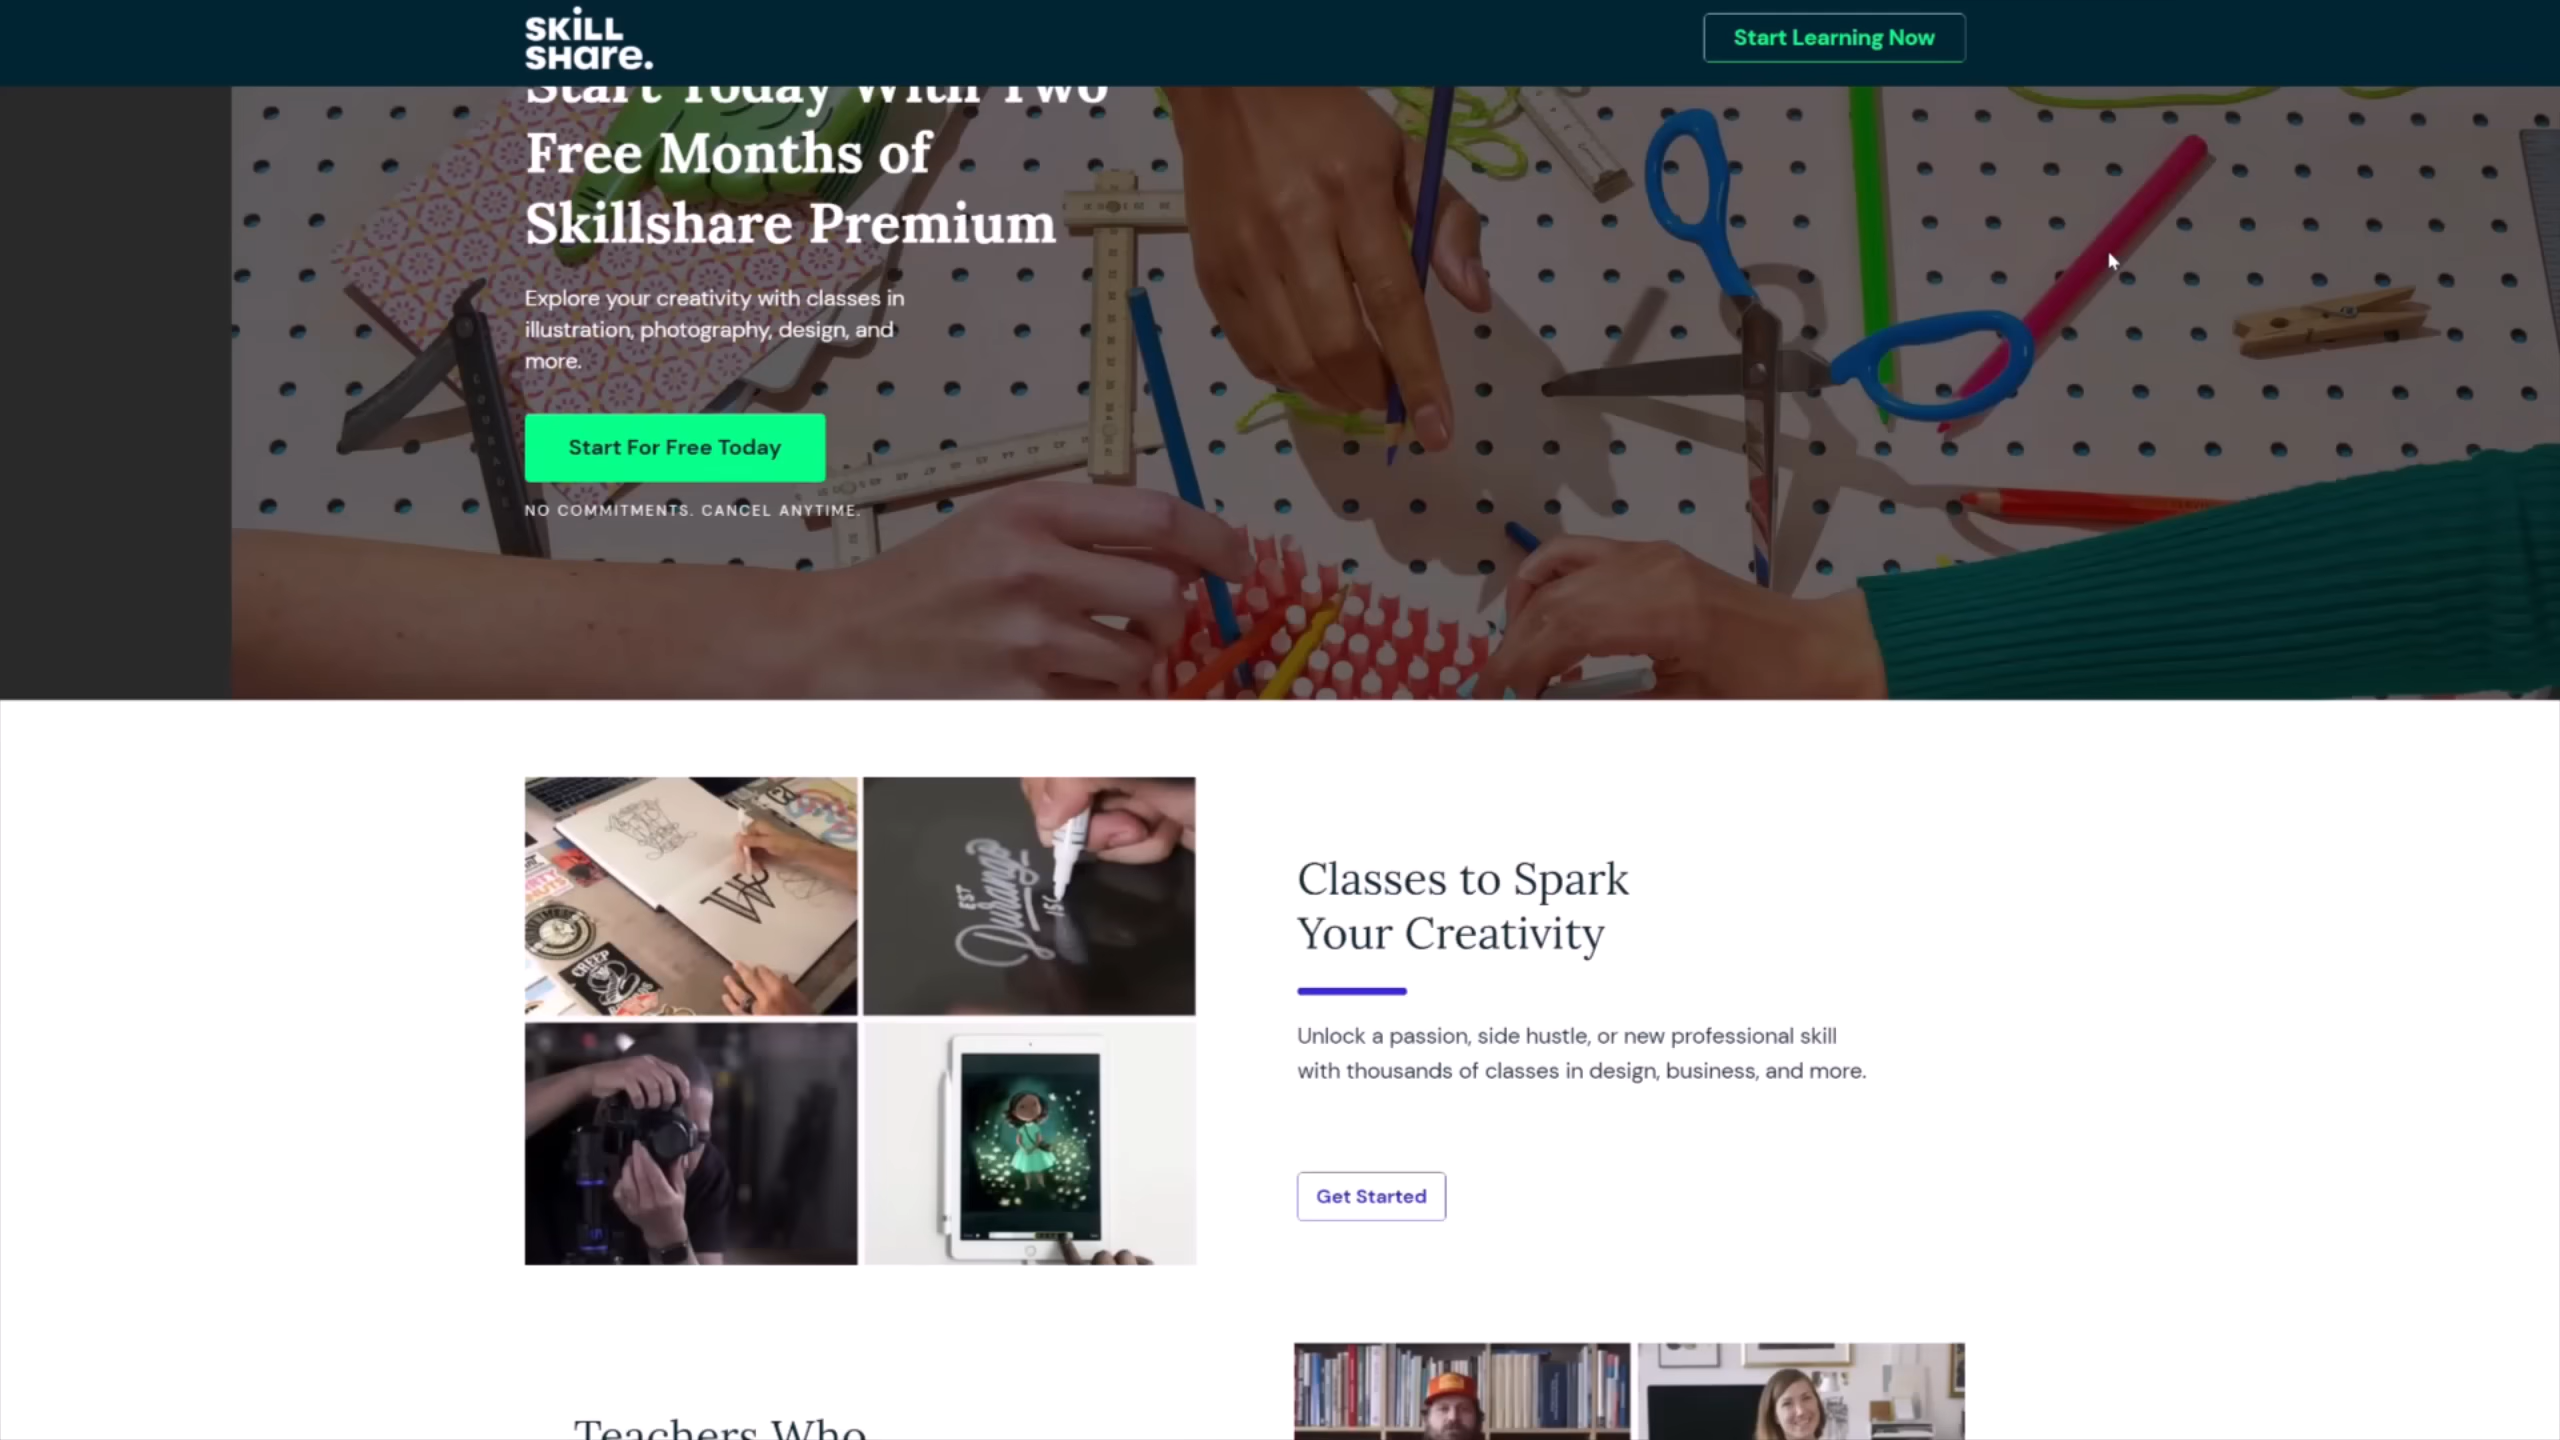 SKILL
SHare.
Start Learning Now
Start Today With Two
Free Months of
Skillshare Premium
Explore your creativity with classes in
illustration, photography, design, and
more.
Start For Free Today
NO COMMITMENTS. CANCEL ANYTIME.
EST
Durango
CREEP
Classes to Spark
Your Creativity
Unlock a passion, side hustle, or new professional skill
with thousands of classes in design, business, and more.
Get Started
Teachers Who